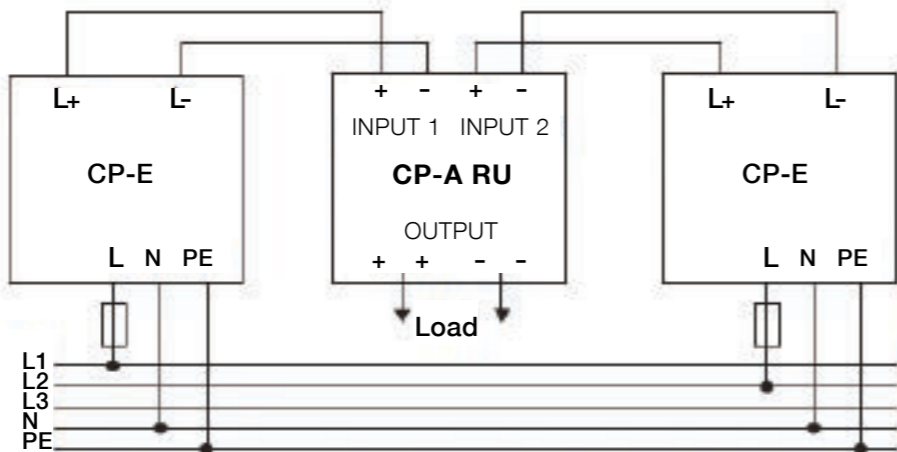 L+ L- + - + - L+ L-
INPUT 1 INPUT 2
CP-E CP-A RU CP-E
OUTPUT
L N PE + + - - L N PE
Load
L1
L2
L3
N
PE